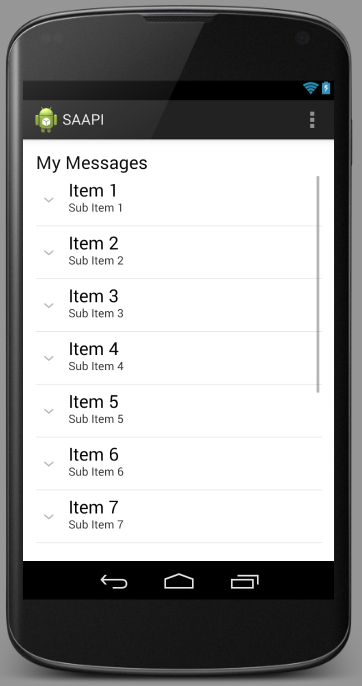 SAAPI
My Messages
Item 1
Sub Item 1
Item 2
Sub Item 2
Item 3
Sub Item 3
Item 4
Sub Item 4
Item 5
Sub Item 5
Item 6
Sub Item 6
Item 7
Sub Item 7